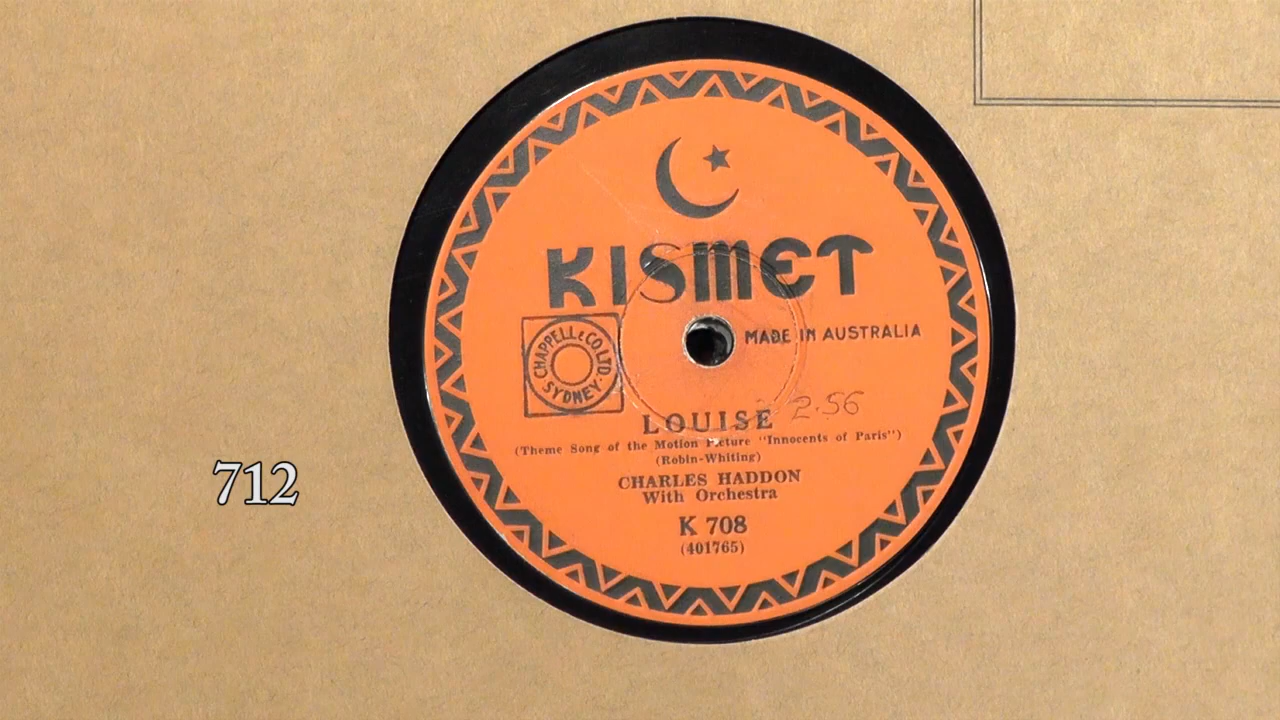 KISMET
CHAPPELL & CO. LTD.
SYDNEY.
MADE IN AUSTRALIA
2.56
LOUISE
(Theme Song of the Motion Picture "Innocents of Paris")
(Robin-Whiting)
CHARLES HADDON
With Orchestra
K 708
(401765)
712